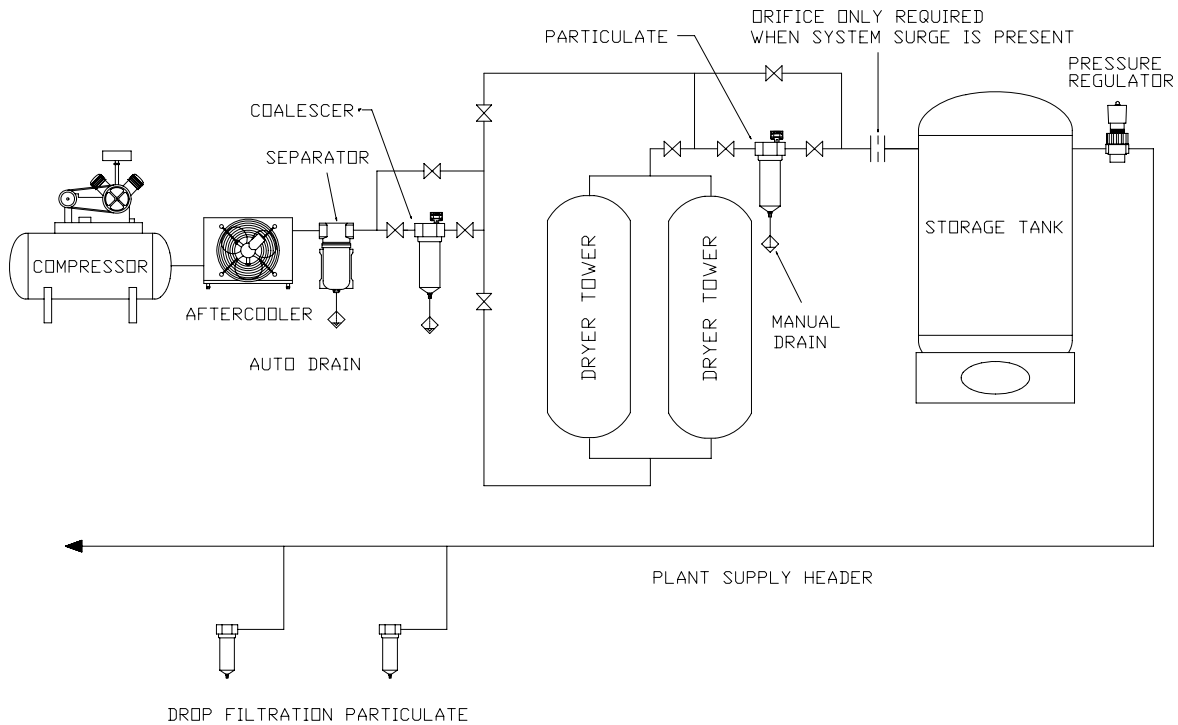 ORIFICE ONLY REQUIRED
WHEN SYSTEM SURGE IS PRESENT
PARTICULATE
PRESSURE
REGULATOR
COALESCER
SEPARATOR
STORAGE TANK
COMPRESSOR
AFTERCOOLER
DRYER TOWER
DRYER TOWER
MANUAL
DRAIN
AUTO DRAIN
PLANT SUPPLY HEADER
DROP FILTRATION PARTICULATE